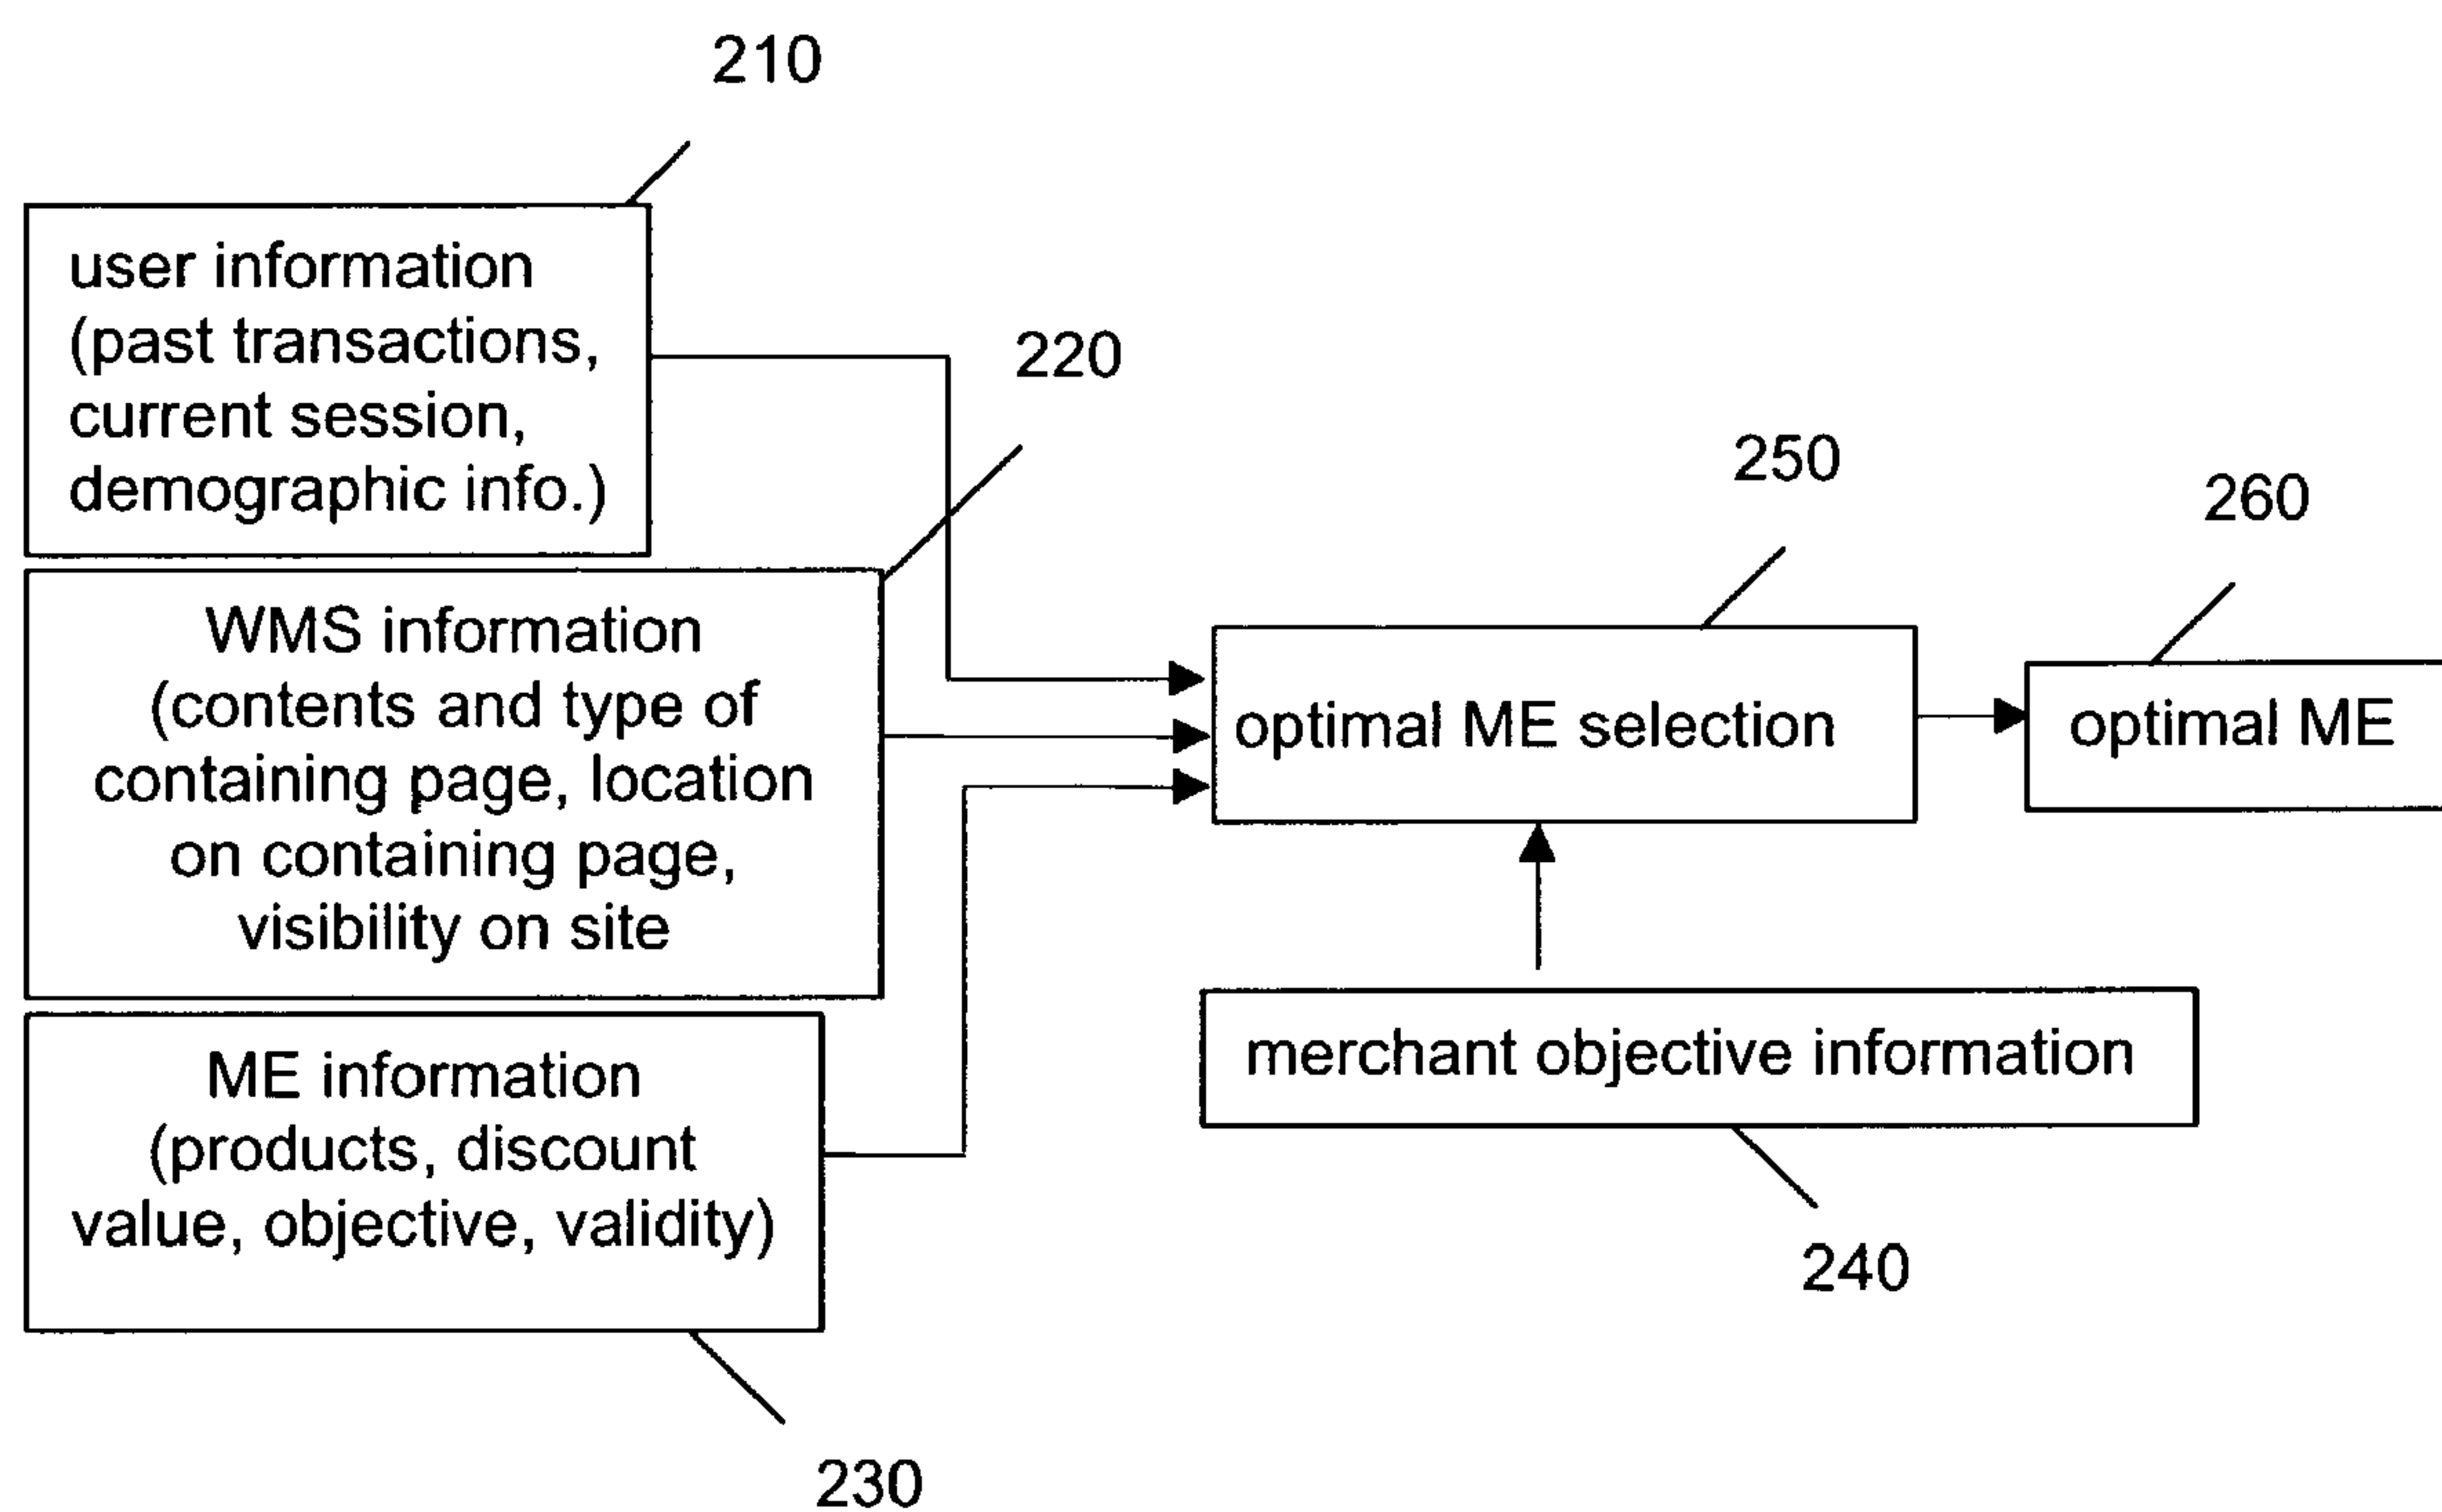 210
user information
(past transactions,
current session,
demographic info.)
220
WMS information
(contents and type of
containing page, location
on containing page,
visibility on site
ME information
(products, discount
value, objective, validity)
230
250
optimal ME selection
260
optimal ME
merchant objective information
240